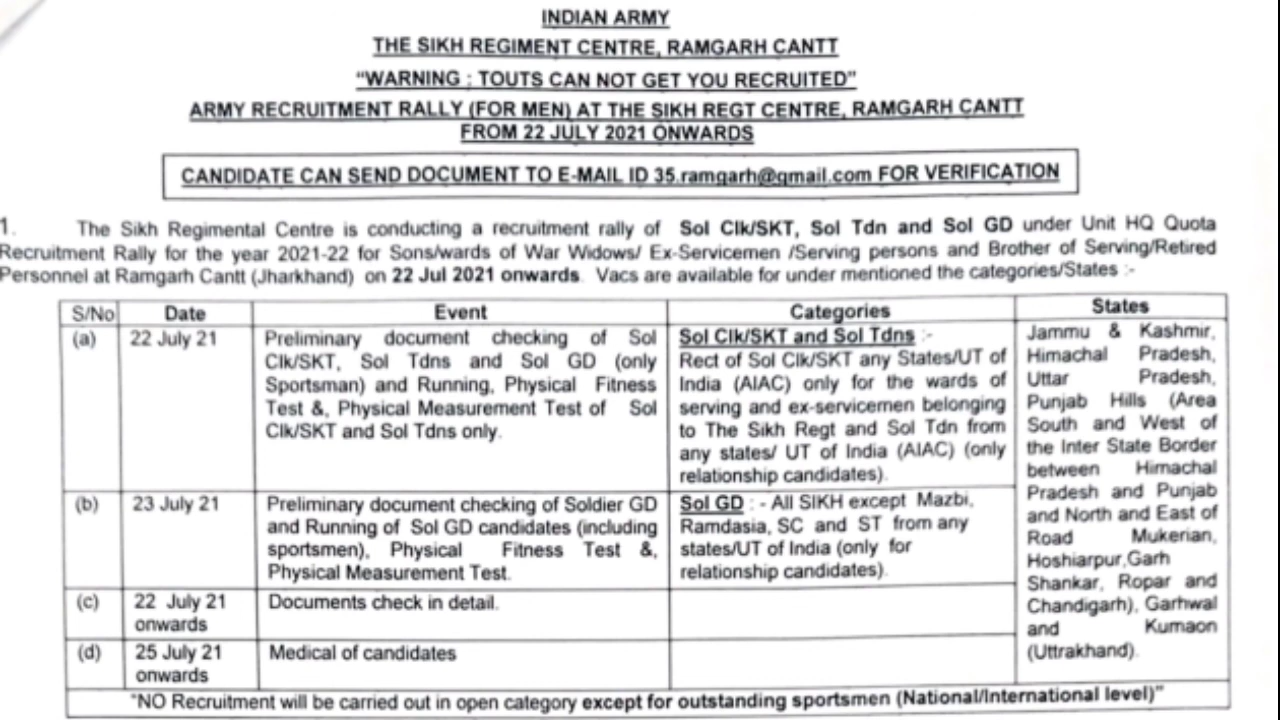 INDIAN ARMY
THE SIKH REGIMENT CENTRE, RAMGARH CANTT
"WARNING : TOUTS CAN NOT GET YOU RECRUITED"
ARMY RECRUITMENT RALLY (FOR MEN) AT THE SIKH REGT CENTRE, RAMGARH CANTT
FROM 22 JULY 2021 ONWARDS
CANDIDATE CAN SEND DOCUMENT TO E-MAIL ID 35.ramgarh@gmail.com FOR VERIFICATION
1. The Sikh Regimental Centre is conducting a recruitment rally of Sol Clk/SKT, Sol Tdn and Sol GD under Unit HQ Quota
Recruitment Rally for the year 2021-22 for Sons/wards of War Widows/ Ex-Servicemen /Serving persons and Brother of Serving/Retired
Personnel at Ramgarh Cantt (Jharkhand) on 22 Jul 2021 onwards. Vacs are available for under mentioned the categories/States :-
S/No Date Event Categories States
(a) 22 July 21
Preliminary document checking of Sol
Clk/SKT, Sol Tdns and Sol GD (only
Sportsman) and Running, Physical Fitness
Test &, Physical Measurement Test of Sol
Clk/SKT and Sol Tdns only.
Sol Clk/SKT and Sol Tdns :-
Rect of Sol Clk/SKT any States/UT of
India (AIAC) only for the wards of
serving and ex-servicemen belonging
to The Sikh Regt and Sol Tdn from
any states/ UT of India (AIAC) (only
relationship candidates).
Jammu & Kashmir,
Himachal Pradesh,
Uttar Pradesh,
Punjab Hills (Area
South and West of
the Inter State Border
between Himachal
Pradesh and Punjab
and North and East of
Road Mukerian,
Hoshiarpur,Garh
Shankar, Ropar and
Chandigarh), Garhwal
and Kumaon
(Uttrakhand).
(b) 23 July 21
Preliminary document checking of Soldier GD
and Running of Sol GD candidates (including
sportsmen), Physical Fitness Test &,
Physical Measurement Test.
Sol GD : - All SIKH except Mazbi,
Ramdasia, SC and ST from any
states/UT of India (only for
relationship candidates).
(c) 22 July 21
onwards
Documents check in detail.
(d) 25 July 21
onwards
Medical of candidates
"NO Recruitment will be carried out in open category except for outstanding sportsmen (National/International level)"